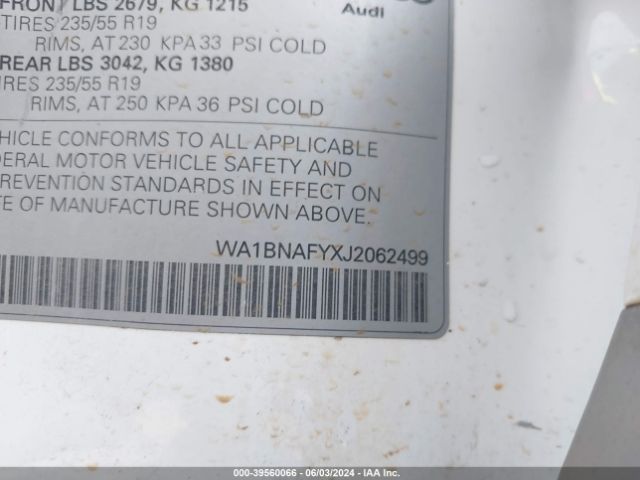 FRONT LBS 2679, KG 1215
TIRES 235/55 R19
RIMS, AT 230 KPA 33 PSI COLD
REAR LBS 3042, KG 1380
IRES 235/55 R19
RIMS, AT 250 KPA 36 PSI COLD
Audi
HICLE CONFORMS TO ALL APPLICABLE
DERAL MOTOR VEHICLE SAFETY AND
PREVENTION STANDARDS IN EFFECT ON
TE OF MANUFACTURE SHOWN ABOVE.
WA1BNAFYXJ2062499
000-39560066 - 06/03/2024 - IAA Inc.